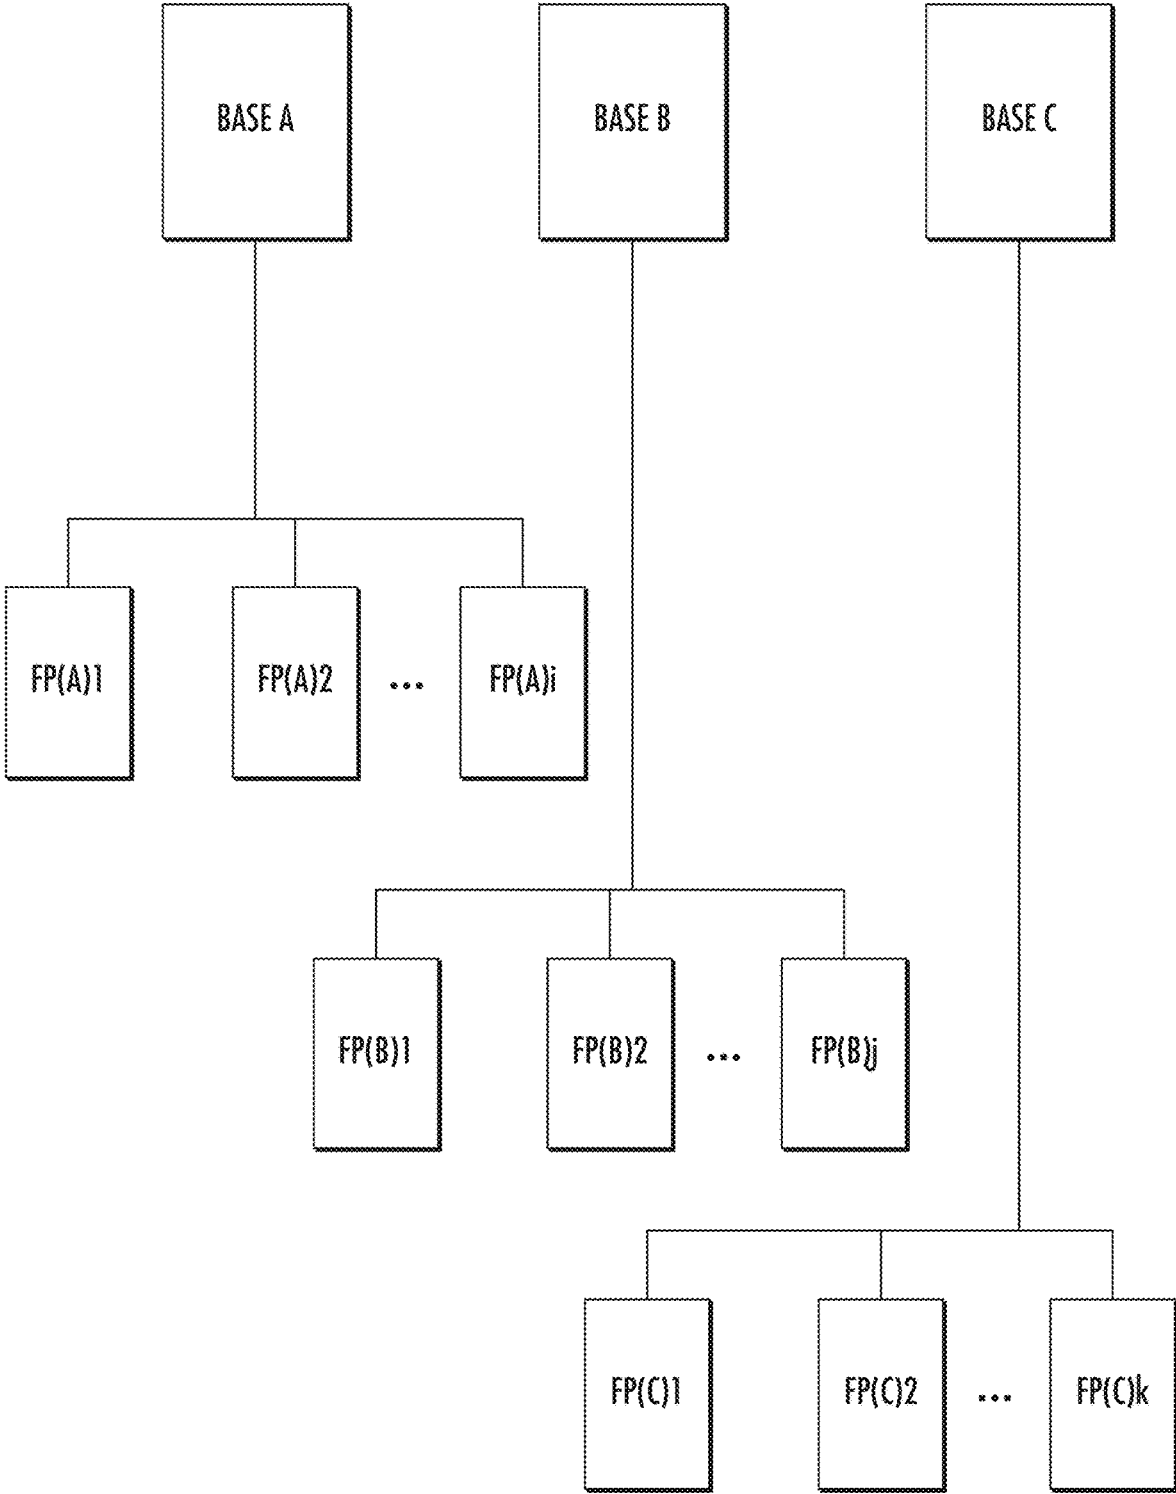 BASE A
BASE B
BASE C
FP(A)1
FP(A)2
...
FP(A)i
FP(B)1
FP(B)2
...
FP(B)j
FP(C)1
FP(C)2
...
FP(C)k